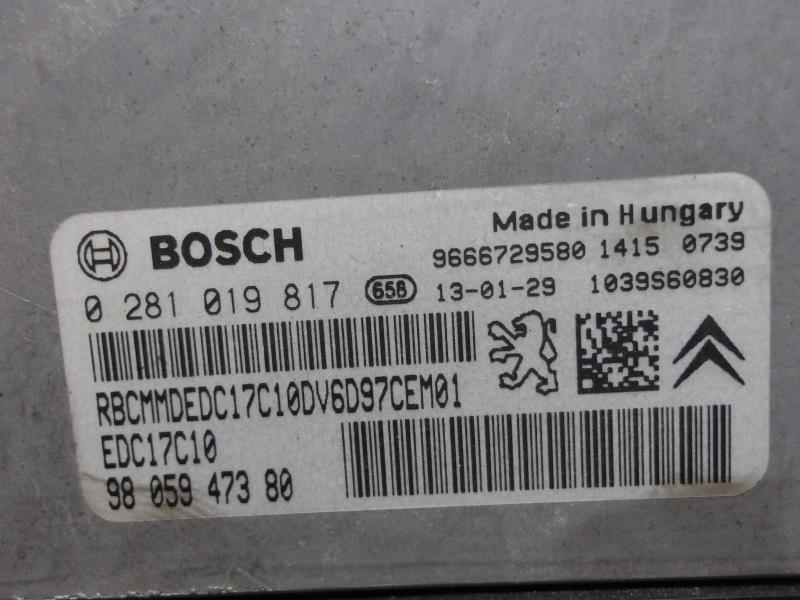 BOSCH
Made in Hungary
9666729580 1415 0739
0 281 019 817 658 13-01-29 1039S60830
RBCMMDEDC17C10DV6D97CEM01
EDC17C10
98 059 473 80